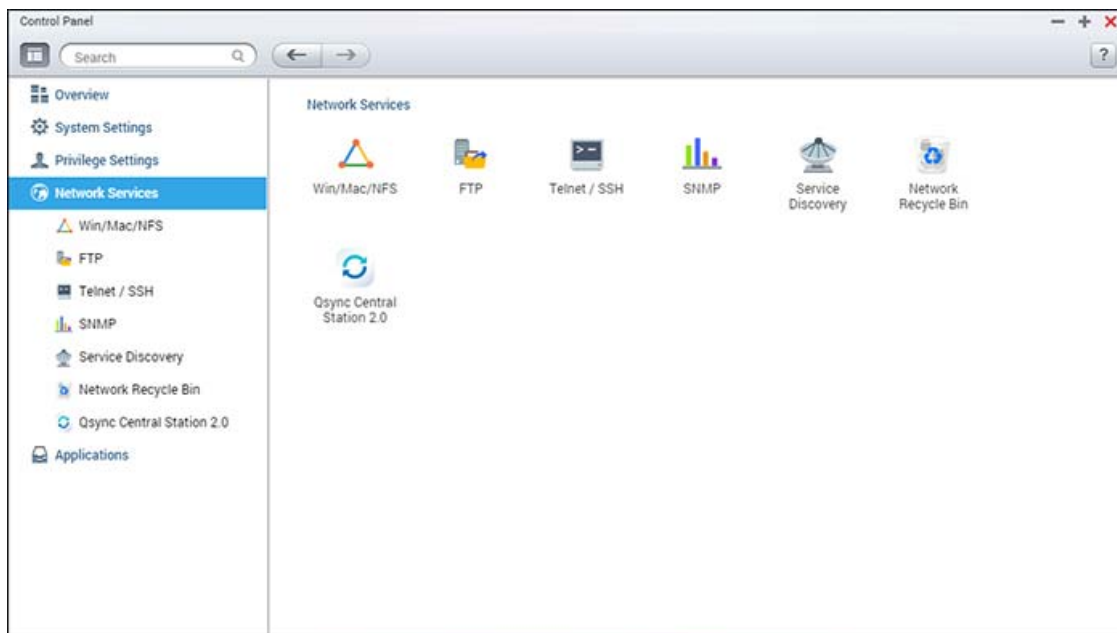 Control Panel
Search
?
Overview
System Settings
Privilege Settings
Network Services
Win/Mac/NFS
FTP
Telnet / SSH
SNMP
Service Discovery
Network Recycle Bin
Qsync Central Station 2.0
Applications
Network Services
Win/Mac/NFS
FTP
Telnet / SSH
SNMP
Service
Discovery
Network
Recycle Bin
Qsync Central
Station 2.0